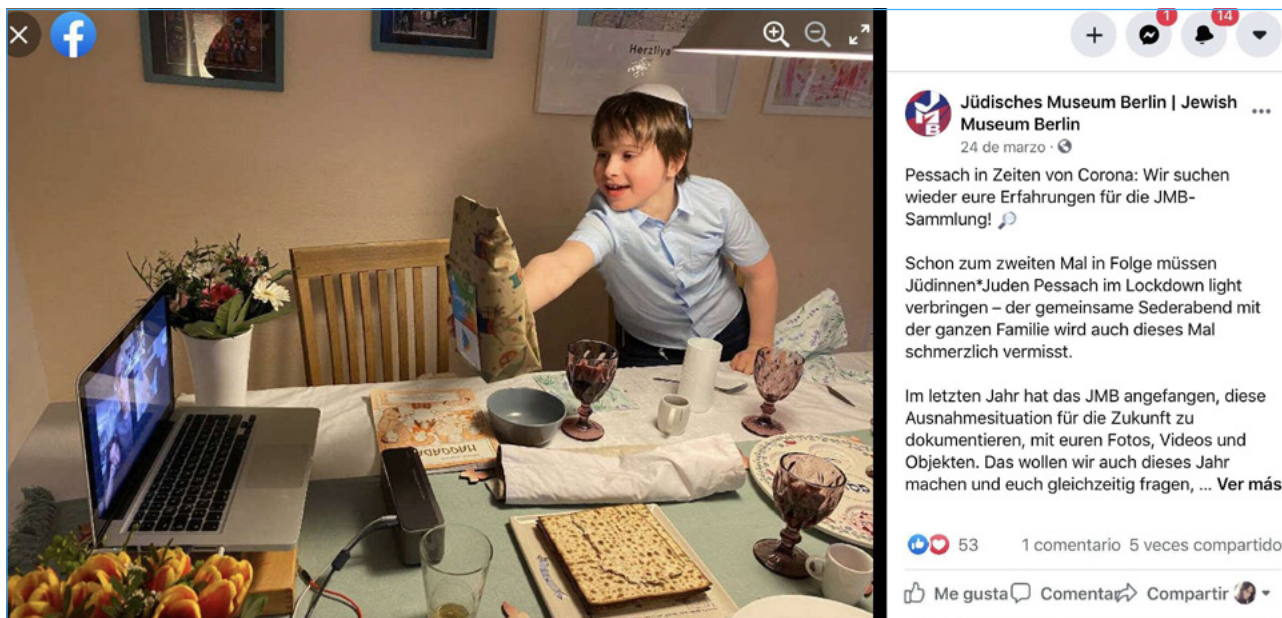 Herzliya
HAGGADAH
1
14
Jüdisches Museum Berlin | Jewish
Museum Berlin
24 de marzo ·
Pessach in Zeiten von Corona: Wir suchen
wieder eure Erfahrungen für die JMB-
Sammlung! 🔎
Schon zum zweiten Mal in Folge müssen
Jüdinnen*Juden Pessach im Lockdown light
verbringen – der gemeinsame Sederabend mit
der ganzen Familie wird auch dieses Mal
schmerzlich vermisst.
Im letzten Jahr hat das JMB angefangen, diese
Ausnahmesituation für die Zukunft zu
dokumentieren, mit euren Fotos, Videos und
Objekten. Das wollen wir auch dieses Jahr
machen und euch gleichzeitig fragen, ... Ver más
53 1 comentario 5 veces compartido
Me gusta Comentar Compartir